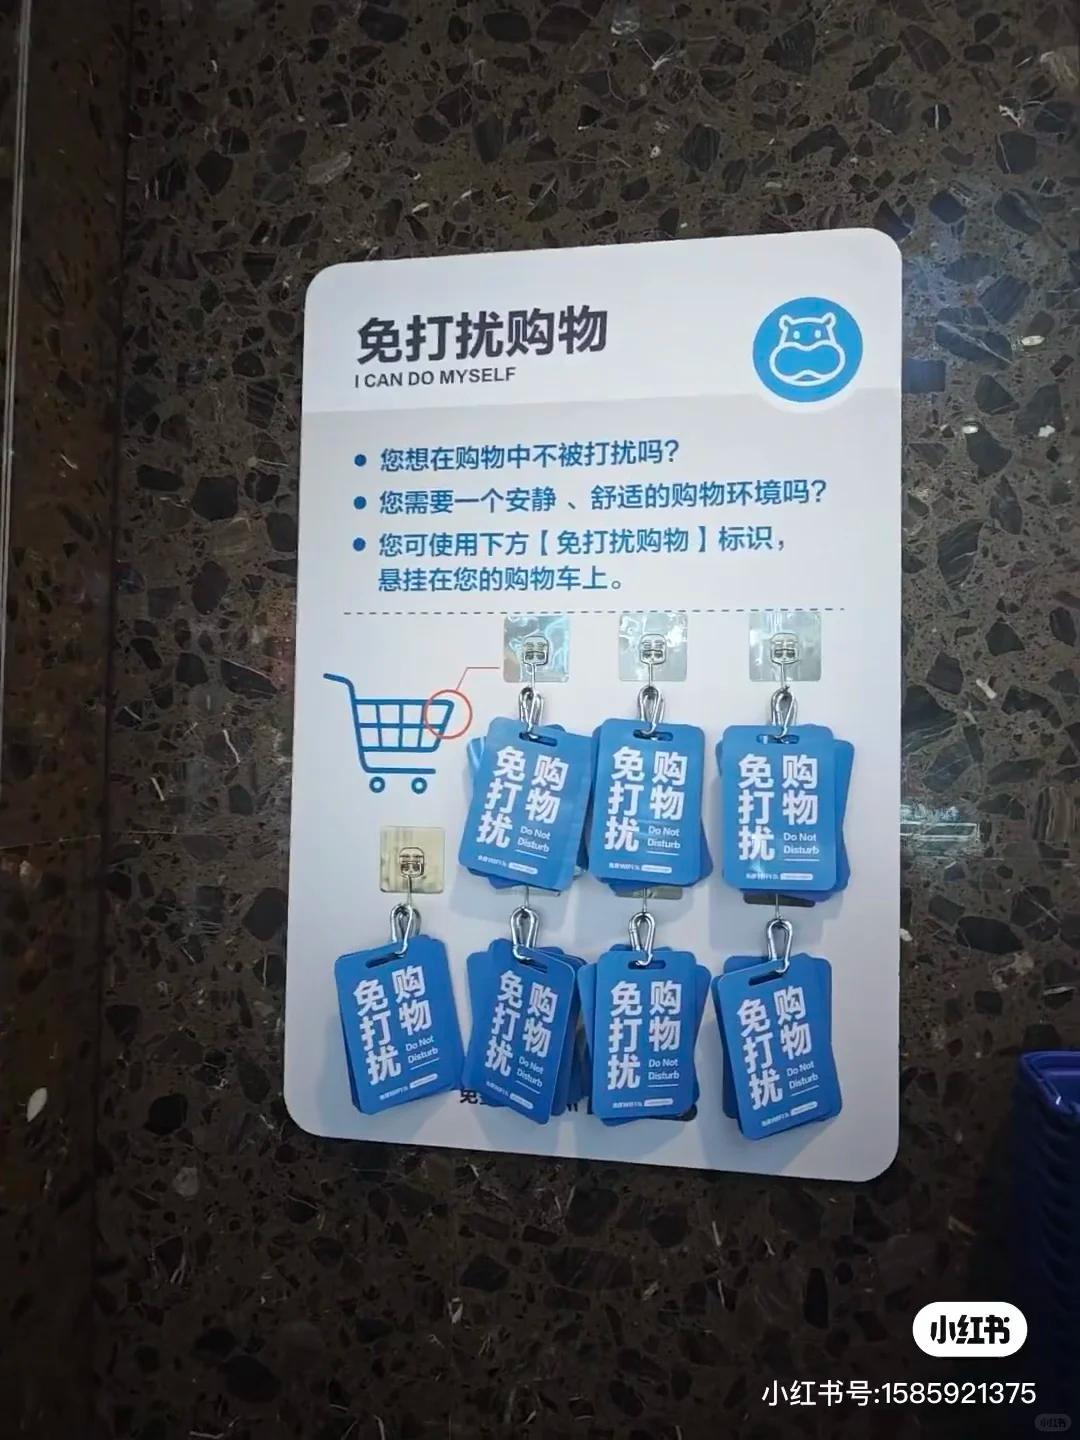 免打扰购物
I CAN DO MYSELF
您想在购物中不被打扰吗？
您需要一个安静 、舒适的购物环境吗？
您可使用下方【免打扰购物】标识，
悬挂在您的购物车上。
免打扰
购物
Do Not
Disturb
免打扰
购物
Do Not
Disturb
免打扰
购物
Do Not
Disturb
免打扰
购物
Do Not
Disturb
免打扰
购物
Do Not
Disturb
免打扰
购物
Do Not
Disturb
免打扰
购物
Do Not
Disturb
小红书
小红书号:1585921375
小红书